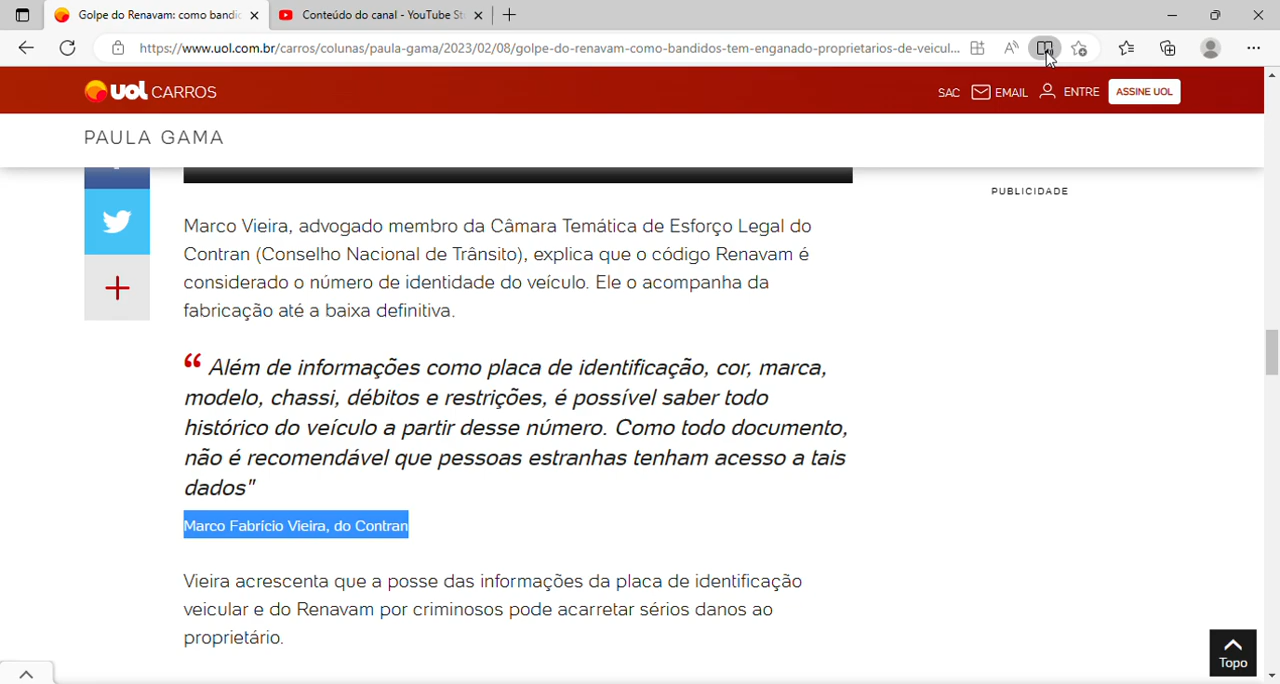 Golpe do Renavam: como bandi
Conteúdo do canal - YouTube St
https://www.uol.com.br/carros/colunas/paula-gama/2023/02/08/golpe-do-renavam-como-bandidos-tem-enganado-proprietarios-de-veicul...
uol CARROS
SAC EMAIL ENTRE ASSINE UOL
PAULA GAMA
PUBLICIDADE
Marco Vieira, advogado membro da Câmara Temática de Esforço Legal do
Contran (Conselho Nacional de Trânsito), explica que o código Renavam é
considerado o número de identidade do veículo. Ele o acompanha da
fabricação até a baixa definitiva.
“ Além de informações como placa de identificação, cor, marca,
modelo, chassi, débitos e restrições, é possível saber todo
histórico do veículo a partir desse número. Como todo documento,
não é recomendável que pessoas estranhas tenham acesso a tais
dados"
Marco Fabrício Vieira, do Contran
Vieira acrescenta que a posse das informações da placa de identificação
veicular e do Renavam por criminosos pode acarretar sérios danos ao
proprietário.
Topo